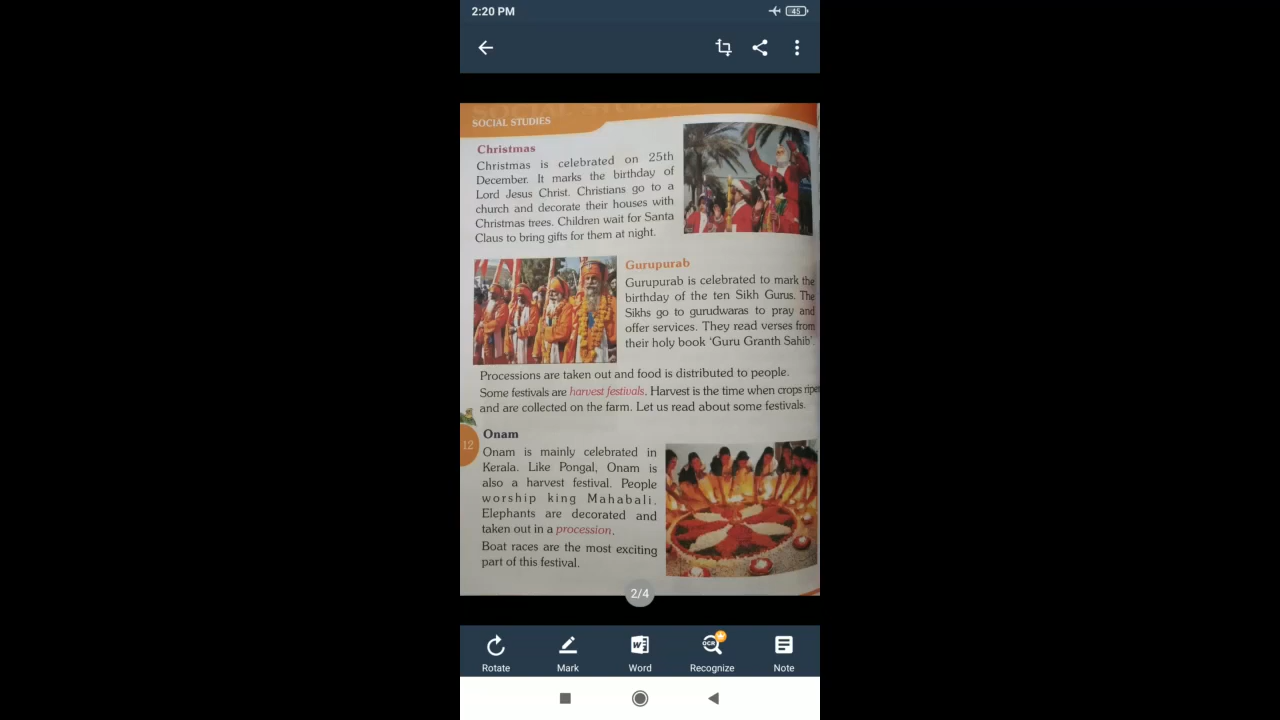 2:20 PM
45
SOCIAL STUDIES
Christmas
Christmas is celebrated on 25th
December. It marks the birthday of
Lord Jesus Christ. Christians go to a
church and decorate their houses with
Christmas trees. Children wait for Santa
Claus to bring gifts for them at night.
Gurupurab
Gurupurab is celebrated to mark the
birthday of the ten Sikh Gurus. The
Sikhs go to gurudwaras to pray and
offer services. They read verses from
their holy book 'Guru Granth Sahib'.
Processions are taken out and food is distributed to people.
Some festivals are harvest festivals. Harvest is the time when crops ripe
and are collected on the farm. Let us read about some festivals.
12
Onam
Onam is mainly celebrated in
Kerala. Like Pongal, Onam is
also a harvest festival. People
worship king Mahabali.
Elephants are decorated and
taken out in a procession.
Boat races are the most exciting
part of this festival.
2/4
Rotate
Mark
Word
OCR
Recognize
Note